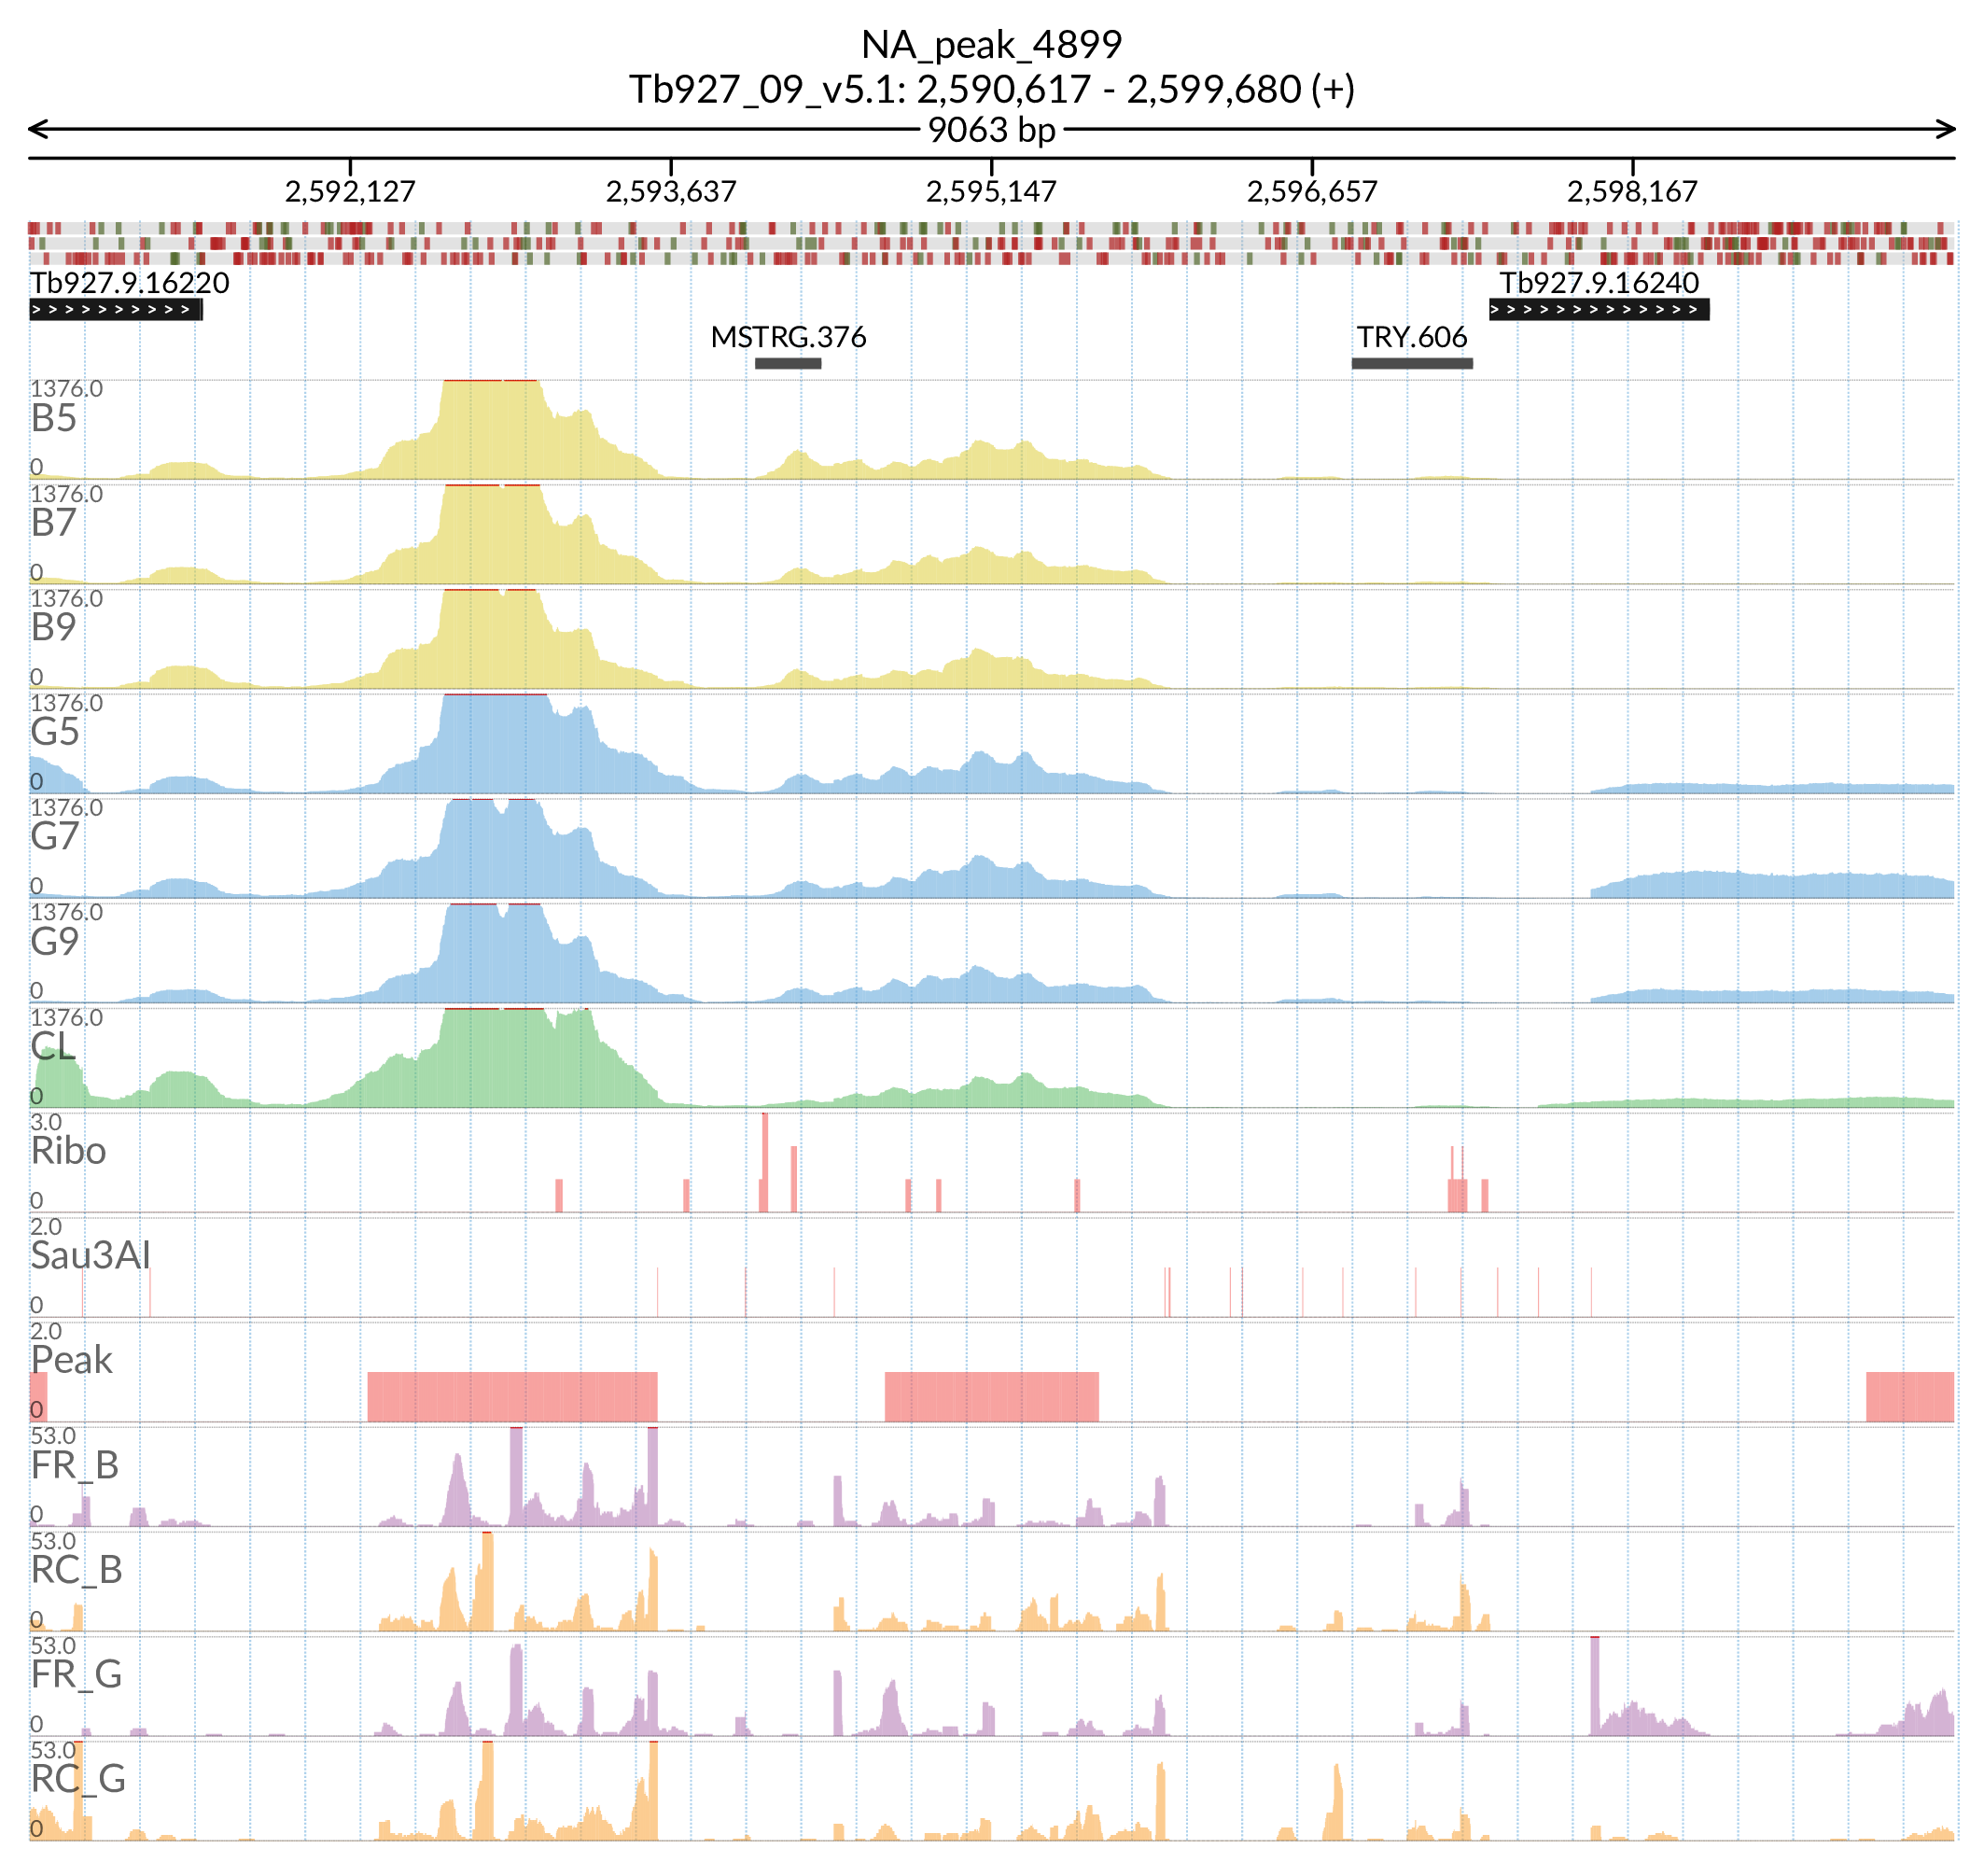 NA_peak_4899
Tb927_09_v5.1: 2,590,617 - 2,599,680 (+)
9063 bp
2,592,127 2,593,637 2,595,147 2,596,657 2,598,167
Tb927.9.16220 Tb927.9.16240
MSTRG.376 TRY.606
1376.0
B5
0
1376.0
B7
0
1376.0
B9
0
1376.0
G5
0
1376.0
G7
0
1376.0
G9
0
1376.0
CL
0
3.0
Ribo
0
2.0
Sau3AI
0
2.0
Peak
0
53.0
FR_B
0
53.0
RC_B
0
53.0
FR_G
0
53.0
RC_G
0